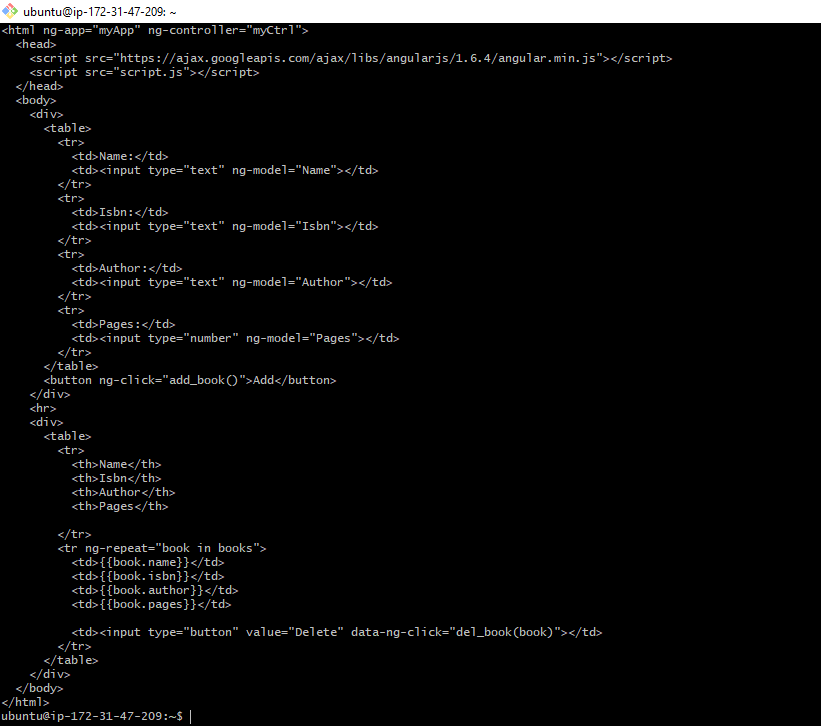 ubuntu@ip-172-31-47-209: ~
<html ng-app="myApp" ng-controller="myCtrl">
  <head>
    <script src="https://ajax.googleapis.com/ajax/libs/angularjs/1.6.4/angular.min.js"></script>
    <script src="script.js"></script>
  </head>
  <body>
    <div>
      <table>
        <tr>
          <td>Name:</td>
          <td><input type="text" ng-model="Name"></td>
        </tr>
        <tr>
          <td>Isbn:</td>
          <td><input type="text" ng-model="Isbn"></td>
        </tr>
        <tr>
          <td>Author:</td>
          <td><input type="text" ng-model="Author"></td>
        </tr>
        <tr>
          <td>Pages:</td>
          <td><input type="number" ng-model="Pages"></td>
        </tr>
      </table>
      <button ng-click="add_book()">Add</button>
    </div>
    <hr>
    <div>
      <table>
        <tr>
          <th>Name</th>
          <th>Isbn</th>
          <th>Author</th>
          <th>Pages</th>

        </tr>
        <tr ng-repeat="book in books">
          <td>{{book.name}}</td>
          <td>{{book.isbn}}</td>
          <td>{{book.author}}</td>
          <td>{{book.pages}}</td>

          <td><input type="button" value="Delete" data-ng-click="del_book(book)"></td>
        </tr>
      </table>
    </div>
  </body>
</html>
ubuntu@ip-172-31-47-209:~$